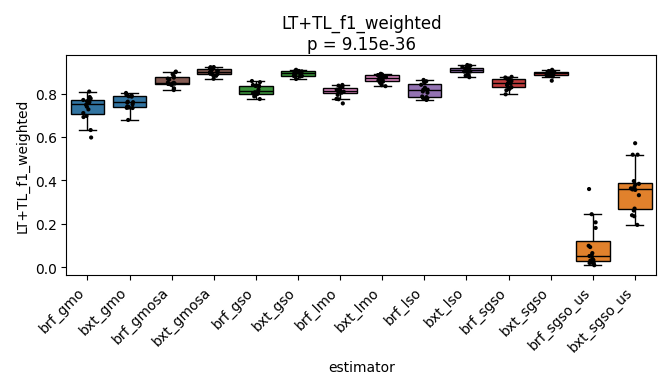 LT+TL_f1_weighted
p = 9.15e-36
LT+TL_f1_weighted
0.8
0.6
0.4
0.2
0.0
brf_gmo
bxt_gmo
brf_gmosa
bxt_gmosa
brf_gso
bxt_gso
brf_lmo
bxt_lmo
brf_lso
bxt_lso
brf_sgso
bxt_sgso
brf_sgso_us
bxt_sgso_us
estimator